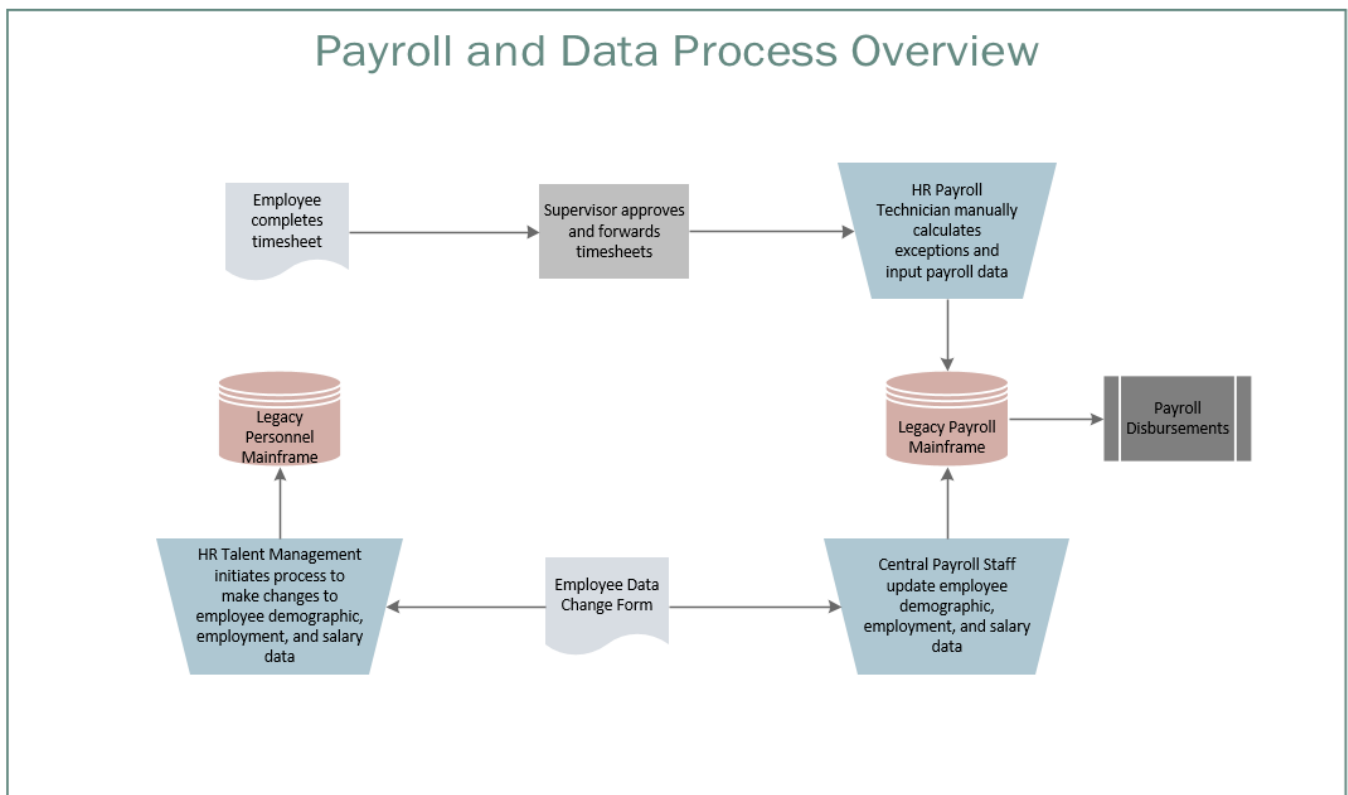 Payroll and Data Process Overview
Employee
completes
timesheet
Supervisor approves
and forwards
timesheets
HR Payroll
Technician manually
calculates
exceptions and
input payroll data
Legacy
Personnel
Mainframe
Legacy Payroll
Mainframe
Payroll
Disbursements
HR Talent Management
initiates process to
make changes to
employee demographic,
employment, and salary
data
Employee Data
Change Form
Central Payroll Staff
update employee
demographic,
employment, and salary
data